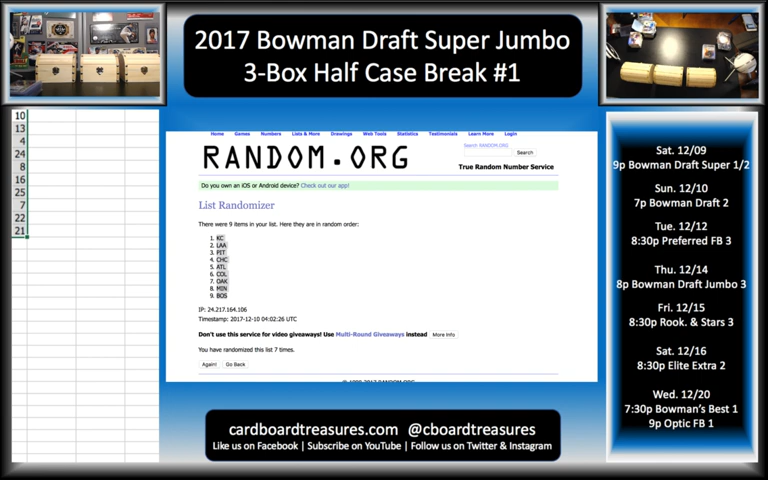 2017 Bowman Draft Super Jumbo
3-Box Half Case Break #1
10
13
4
24
8
16
25
7
22
21
Home Games Numbers Lists & More Drawings Web Tools Statistics Testimonials Learn More Login
RANDOM.ORG
Search RANDOM.ORG
Search
True Random Number Service
Do you own an iOS or Android device? Check out our app!
List Randomizer
There were 9 items in your list. Here they are in random order:
1. KC
2. LAA
3. PIT
4. CHC
5. ATL
6. COL
7. OAK
8. MIN
9. BOS
IP: 24.217.164.106
Timestamp: 2017-12-10 04:02:26 UTC
Don't use this service for video giveaways! Use Multi-Round Giveaways instead More Info
You have randomized this list 7 times.
Again! Go Back
Sat. 12/09
9p Bowman Draft Super 1/2
Sun. 12/10
7p Bowman Draft 2
Tue. 12/12
8:30p Preferred FB 3
Thu. 12/14
8p Bowman Draft Jumbo 3
Fri. 12/15
8:30p Rook. & Stars 3
Sat. 12/16
8:30p Elite Extra 2
Wed. 12/20
7:30p Bowman's Best 1
9p Optic FB 1
cardboardtreasures.com @cboardtreasures
Like us on Facebook | Subscribe on YouTube | Follow us on Twitter & Instagram